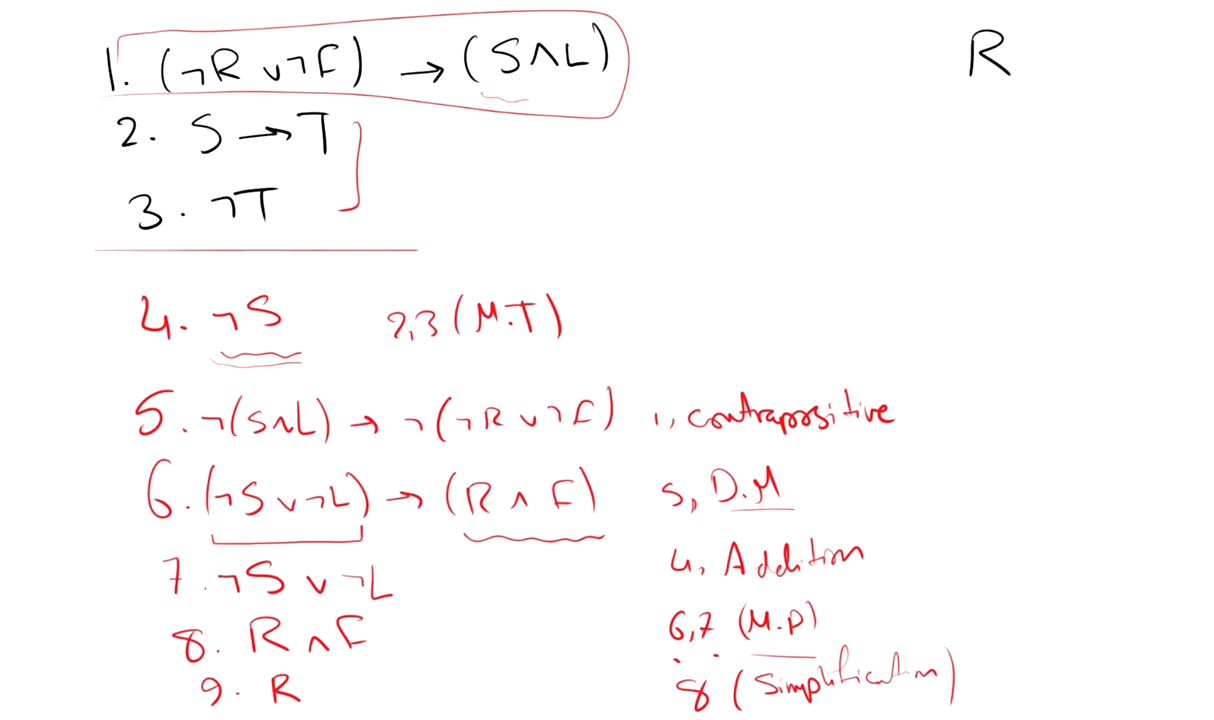 1. (¬R ∨ ¬F) → (S ∧ L) R
2. S → T
3. ¬T
4. ¬S 2,3 (M.T)
5. ¬(S ∧ L) → ¬(¬R ∨ ¬F) 1, contrapositive
6. (¬S ∨ ¬L) → (R ∧ F) 5, D.M
7. ¬S ∨ ¬L 4, Addition
8. R ∧ F 6,7 (M.P)
9. R 8 (Simplification)